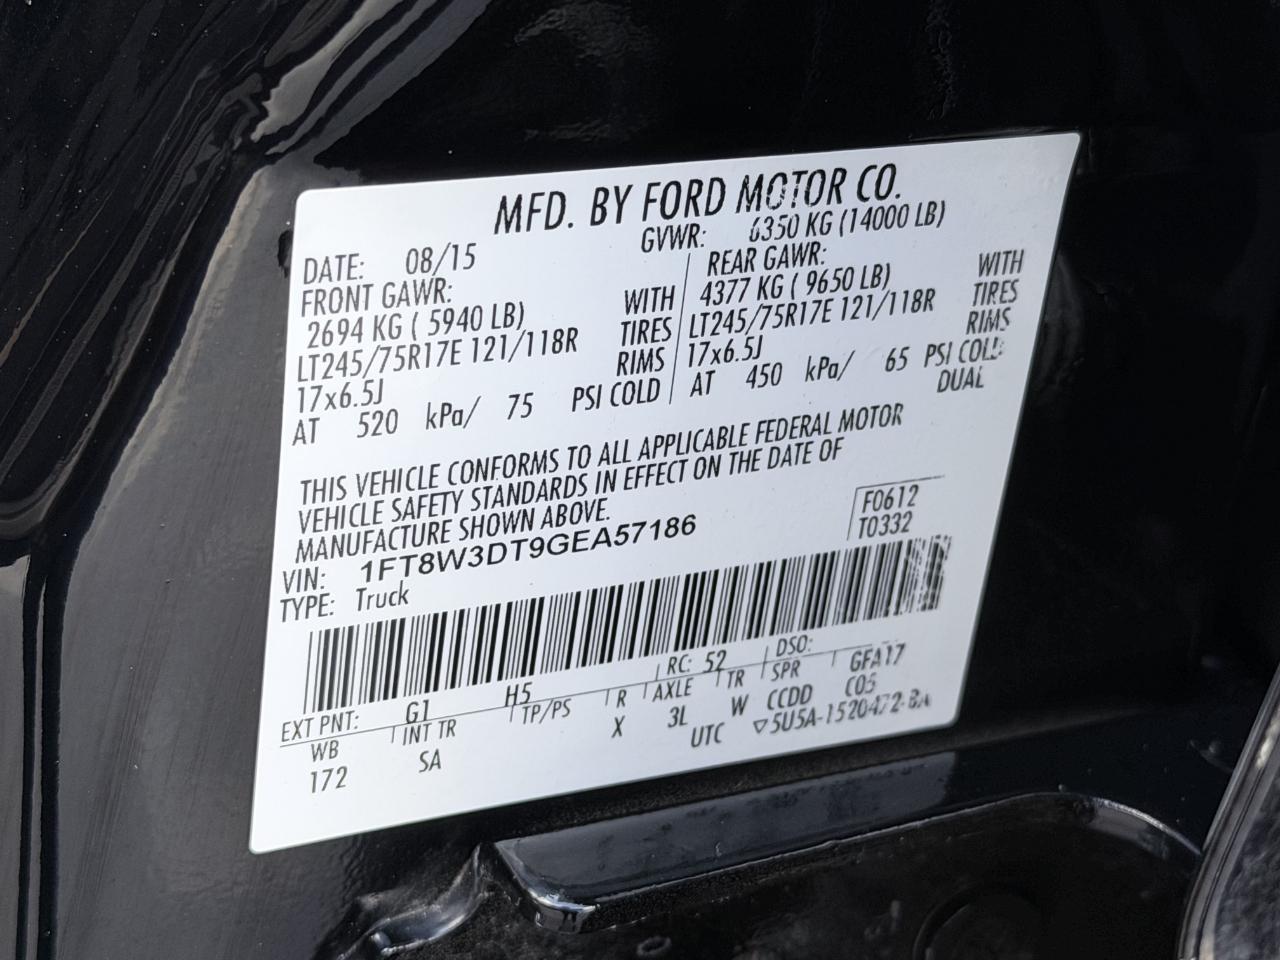 MFD. BY FORD MOTOR CO.
DATE: 08/15 GVWR: 6350 KG (14000 LB)
FRONT GAWR: REAR GAWR:
2694 KG ( 5940 LB) WITH 4377 KG ( 9650 LB) WITH
LT245/75R17E 121/118R TIRES LT245/75R17E 121/118R TIRES
17x6.5J RIMS 17x6.5J RIMS
AT 520 kPa/ 75 PSI COLD AT 450 kPa/ 65 PSI COLD
DUAL
THIS VEHICLE CONFORMS TO ALL APPLICABLE FEDERAL MOTOR
VEHICLE SAFETY STANDARDS IN EFFECT ON THE DATE OF
MANUFACTURE SHOWN ABOVE.
F0612
T0332
VIN: 1FT8W3DT9GEA57186
TYPE: Truck
EXT PNT: G1 H5 RC: 52 DSO:
WB INT TR TP/PS R AXLE TR SPR GFA17
172 SA X 3L W CCDD C05
UTC ▽5U5A-1520472-BA